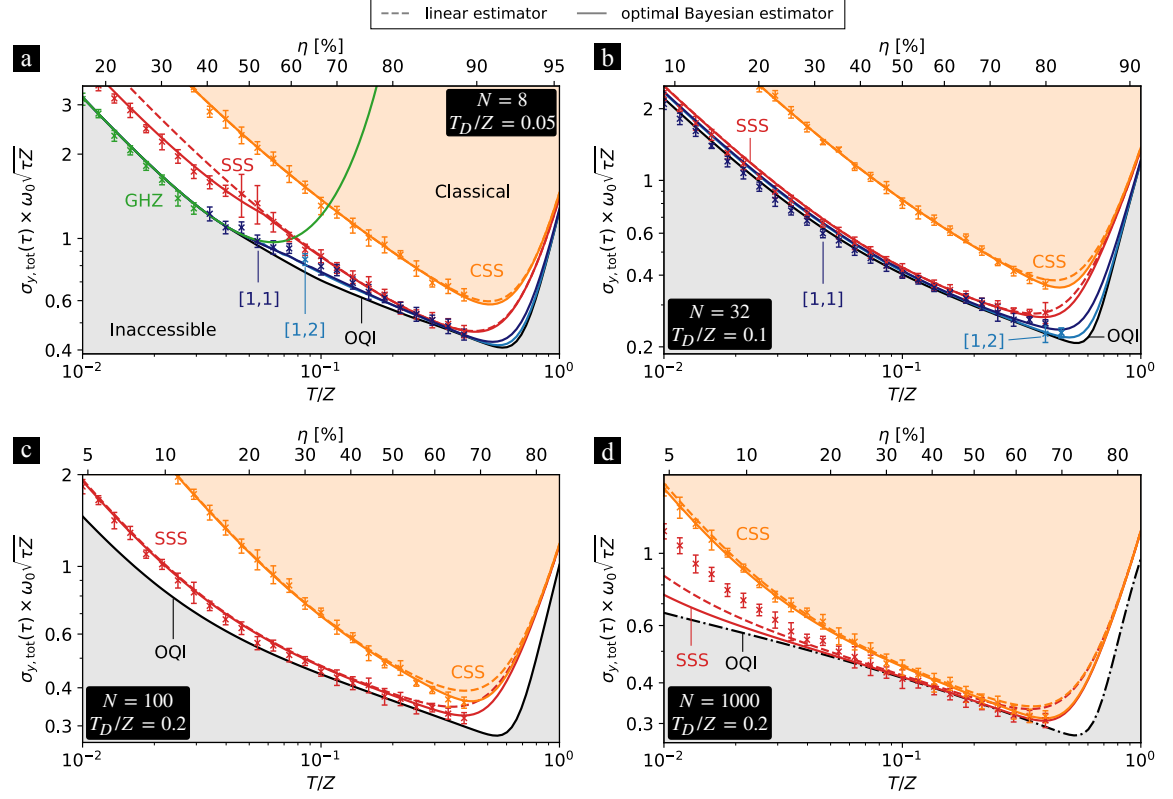 linear estimator optimal Bayesian estimator
a
η [%]
20 30 40 50 60 70 80 90 95
N = 8
T_D/Z = 0.05
SSS
GHZ
Classical
CSS
[1,1]
[1,2]
Inaccessible
OQI
σ_{y, tot}(τ) × ω_0 √τZ
3
2
1
0.6
0.4
10^{-2} 10^{-1} 10^0
T/Z
b
η [%]
10 20 30 40 50 60 70 80 90
SSS
CSS
[1,1]
N = 32
T_D/Z = 0.1
[1,2]
OQI
σ_{y, tot}(τ) × ω_0 √τZ
2
1
0.6
0.4
0.2
10^{-2} 10^{-1} 10^0
T/Z
c
η [%]
5 10 20 30 40 50 60 70 80
SSS
OQI
CSS
N = 100
T_D/Z = 0.2
σ_{y, tot}(τ) × ω_0 √τZ
2
1
0.6
0.4
0.3
10^{-2} 10^{-1} 10^0
T/Z
d
η [%]
5 10 20 30 40 50 60 70 80
CSS
SSS
OQI
N = 1000
T_D/Z = 0.2
σ_{y, tot}(τ) × ω_0 √τZ
1
0.6
0.4
0.3
10^{-2} 10^{-1} 10^0
T/Z